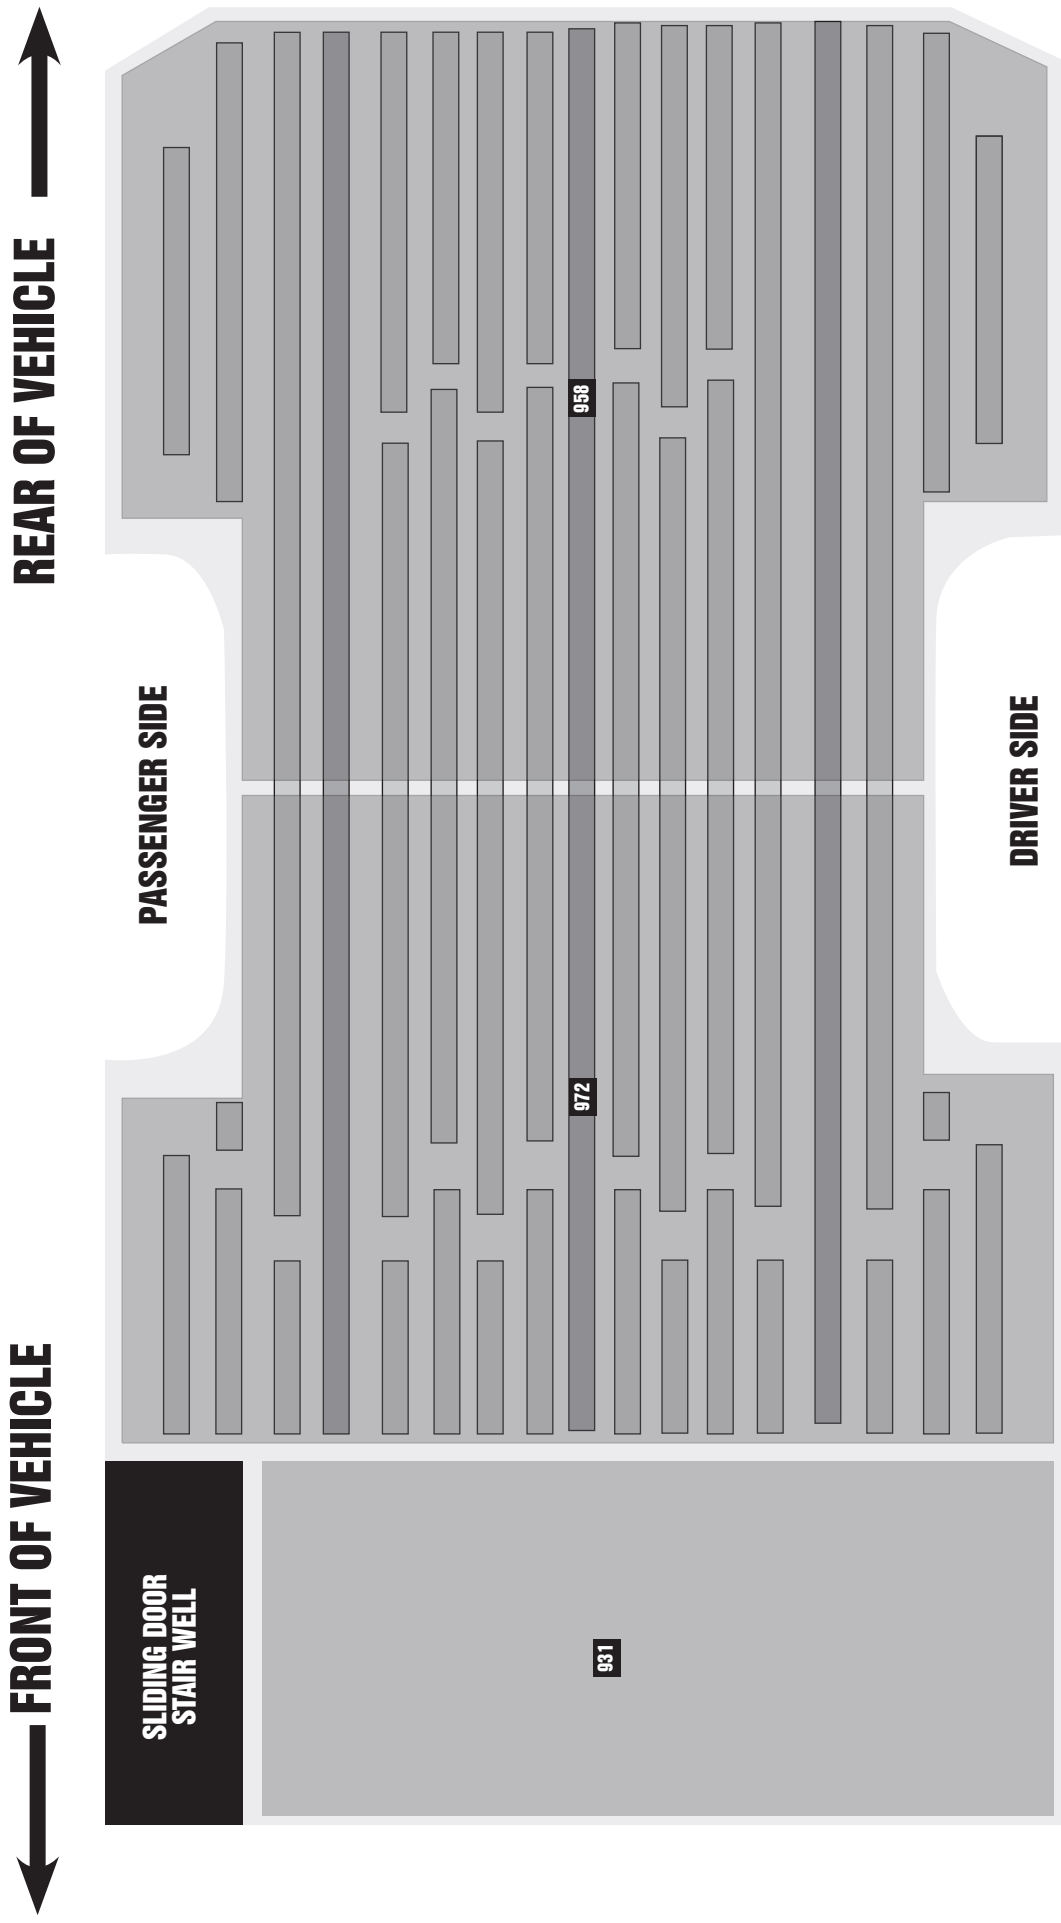 REAR OF VEHICLE
958
PASSENGER SIDE
DRIVER SIDE
972
FRONT OF VEHICLE
SLIDING DOOR
STAIR WELL
931